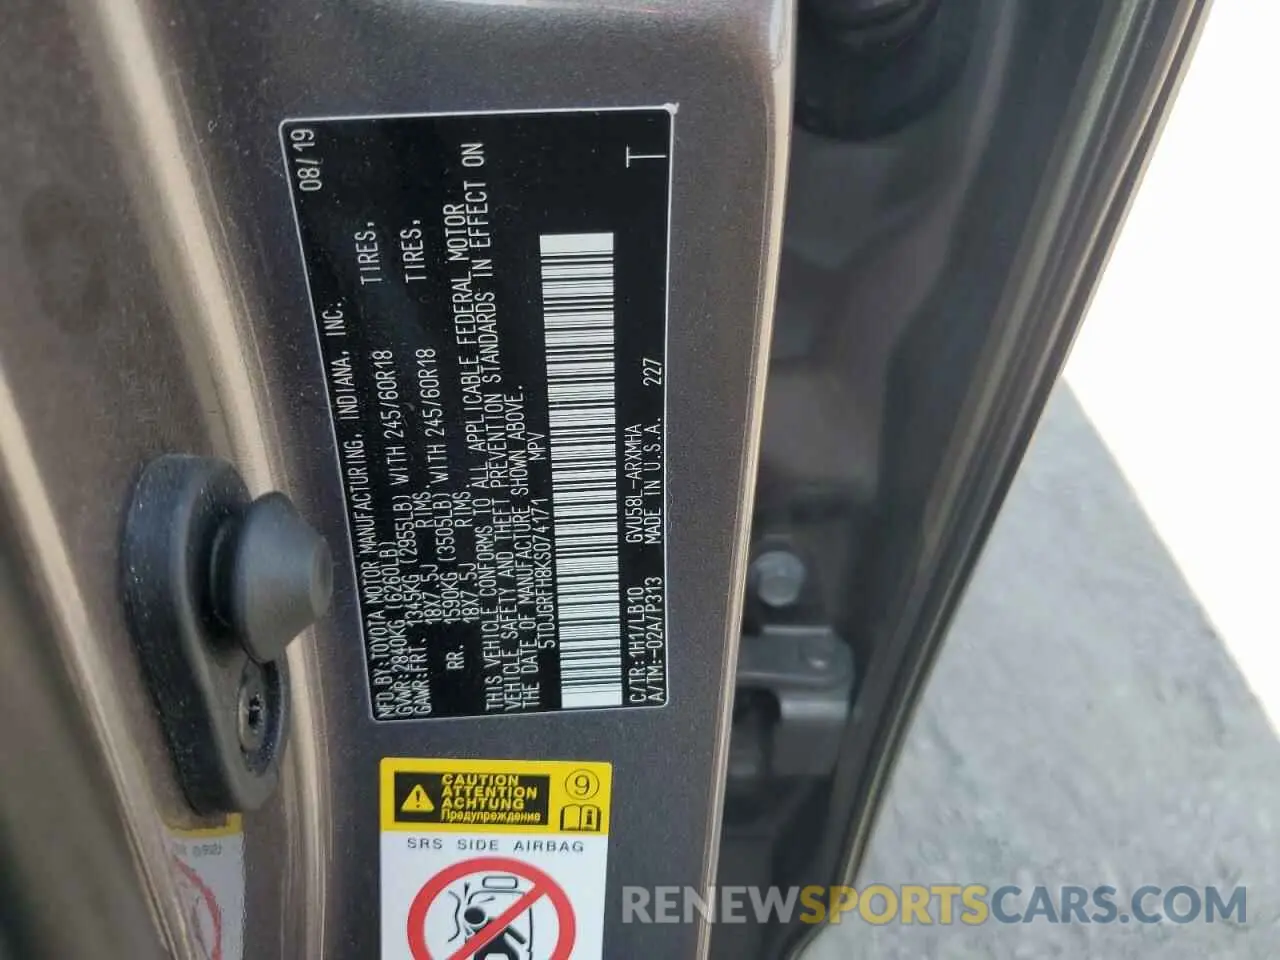 08/19
MFD.BY:TOYOTA MOTOR MANUFACTURING, INDIANA, INC.
GVWR:2840KG (6260LB)
GAWR:FRT. 1345KG (2955LB) WITH 245/60R18 TIRES,
18X7.5J RIMS,
RR. 1590KG (3505LB) WITH 245/60R18 TIRES,
18X7.5J RIMS.
THIS VEHICLE CONFORMS TO ALL APPLICABLE FEDERAL MOTOR
VEHICLE SAFETY AND THEFT PREVENTION STANDARDS IN EFFECT ON
THE DATE OF MANUFACTURE SHOWN ABOVE.
5TDJGRFH8KS074171 MPV
T
C/TR:1H17LB10 GVU58L-ARXMHA
A/TM:-02A/P313 MADE IN U.S.A. 227
CAUTION
ATTENTION
ACHTUNG
Предупреждение
9
SRS SIDE AIRBAG
RENEWSPORTSCARS.COM